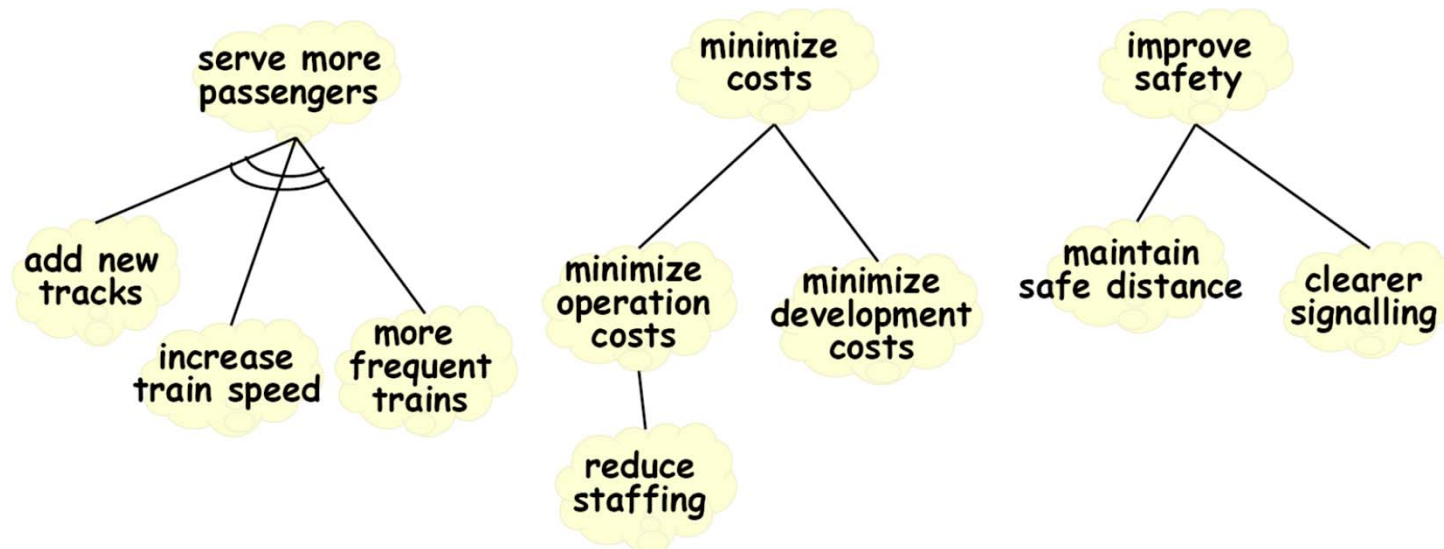 serve more
passengers
minimize
costs
improve
safety
add new
tracks
increase
train speed
more
frequent
trains
minimize
operation
costs
minimize
development
costs
maintain
safe distance
clearer
signalling
reduce
staffing